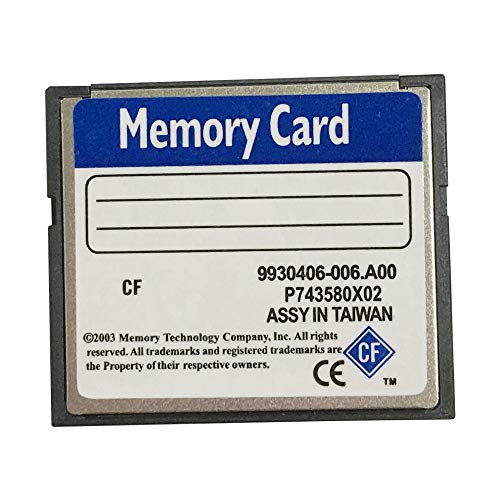 Memory Card
CF
9930406-006.A00
P743580X02
ASSY IN TAIWAN
©2003 Memory Technology Company, Inc. All rights
reserved. All trademarks and registered trademarks are
the Property of their respective owners.
CF
CE
TM